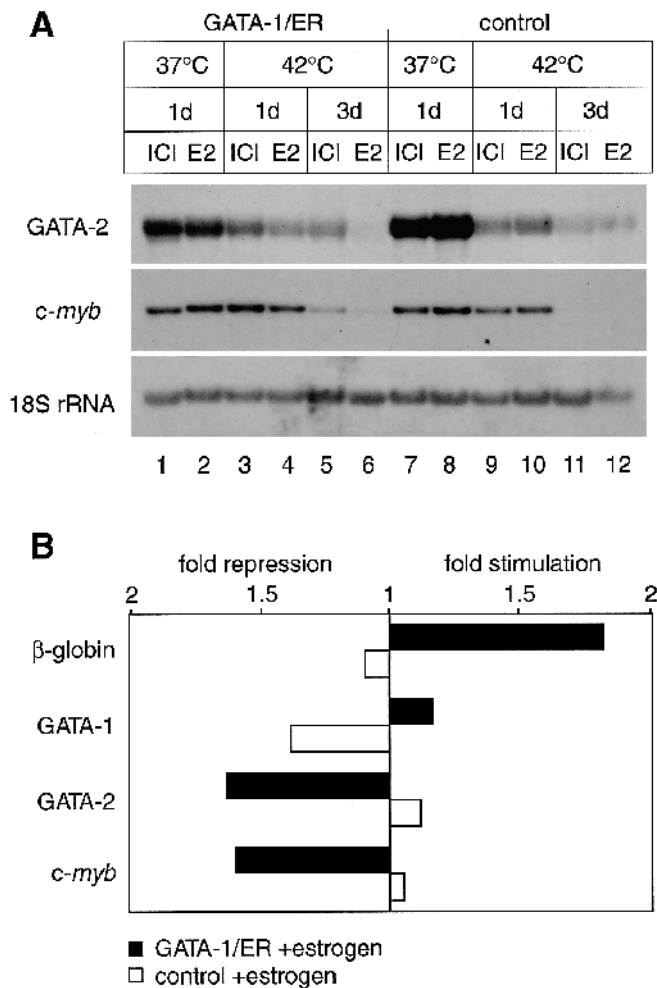 A
GATA-1/ER control
37°C 42°C 37°C 42°C
1d 1d 3d 1d 1d 3d
ICI E2 ICI E2 ICI E2 ICI E2 ICI E2 ICI E2
GATA-2
c-myb
18S rRNA
1 2 3 4 5 6 7 8 9 10 11 12
B
fold repression fold stimulation
2 1.5 1 1.5 2
β-globin
GATA-1
GATA-2
c-myb
GATA-1/ER +estrogen
control +estrogen